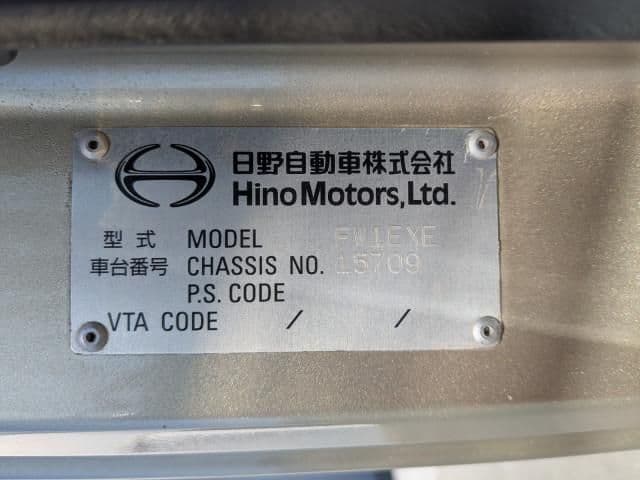 日野自動車株式会社
Hino Motors, Ltd.
型式 MODEL FW1EXE
車台番号 CHASSIS NO. 15709
P.S. CODE
VTA CODE / /